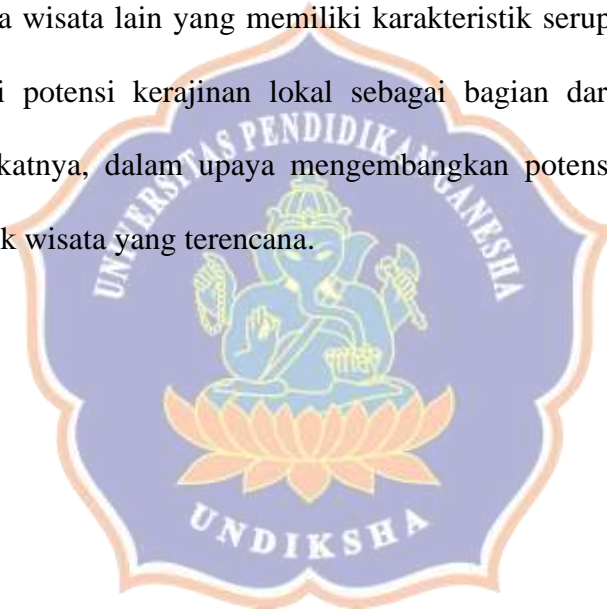 a wisata lain yang memiliki karakteristik serup
i potensi kerajinan lokal sebagai bagian dar
katnya, dalam upaya mengembangkan potens
k wisata yang terencana.
UNIVERSITAS PENDIDIKAN GANESHA
UNDIKSHA